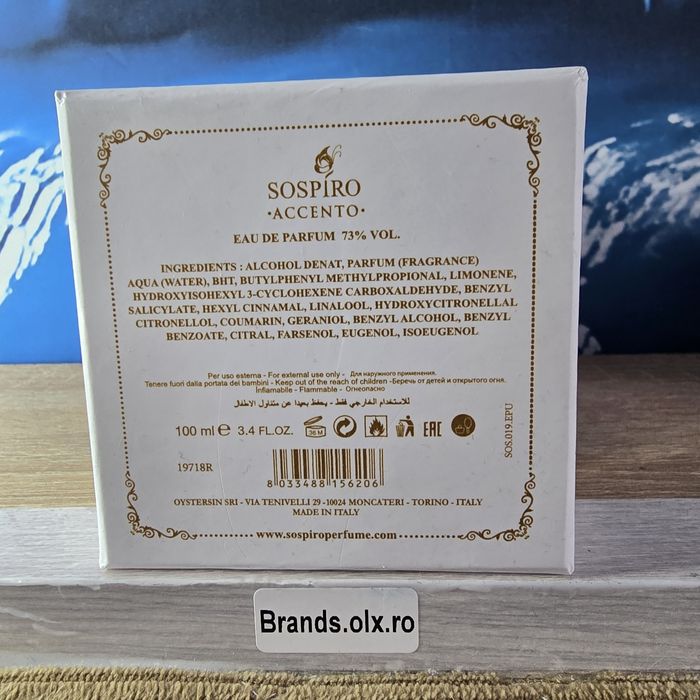 SOSPIRO
·ACCENTO·
EAU DE PARFUM 73% VOL.
INGREDIENTS : ALCOHOL DENAT, PARFUM (FRAGRANCE)
AQUA (WATER), BHT, BUTYLPHENYL METHYLPROPIONAL, LIMONENE,
HYDROXYISOHEXYL 3-CYCLOHEXENE CARBOXALDEHYDE, BENZYL
SALICYLATE, HEXYL CINNAMAL, LINALOOL, HYDROXYCITRONELLAL
CITRONELLOL, COUMARIN, GERANIOL, BENZYL ALCOHOL, BENZYL
BENZOATE, CITRAL, FARSENOL, EUGENOL, ISOEUGENOL
Per uso esterna - For external use only - Для наружного применения.
Tenere fuori dalla portata dei bambini - Keep out of the reach of children -Беречь от детей и открытого огня.
Infiamabile - Flammable - Огнеопасно
للاستخدام الخارجي فقط - يحفظ بعيدا عن متناول الاطفال
100 ml ℮ 3.4 FL.OZ. 36 M EAC
SOS.019.EPU
19718R
8 033488 156206
OYSTERSIN SRL - VIA TENIVELLI 29 -10024 MONCATERI - TORINO - ITALY
MADE IN ITALY
www.sospiroperfume.com
Brands.olx.ro